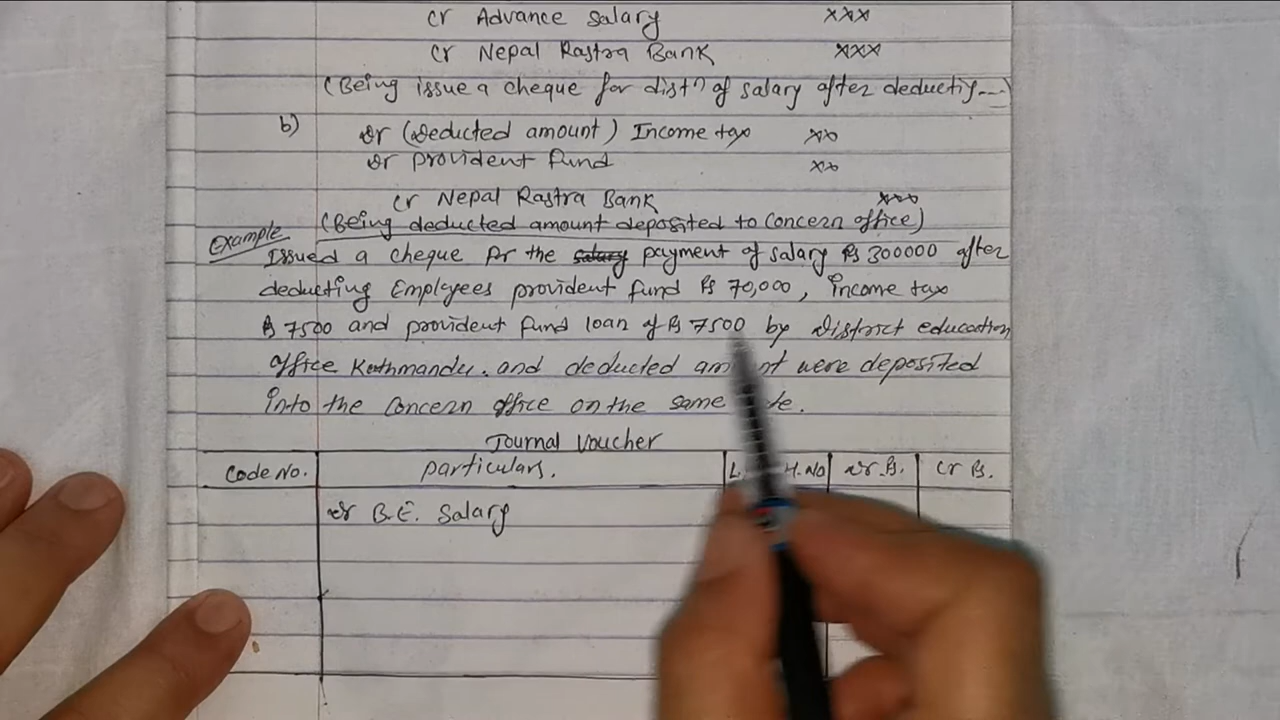 cr Advance salary xxx
cr Nepal Rastra Bank xxx
(Being issue a cheque for distⁿ of salary after
b) Dr (Deducted amount) Income tax xx
Dr provident fund xx
cr Nepal Rastra Bank xxx
(Being deducted amount deposited to concern office)
Example
Issued a cheque for the salary payment of salary Rs 300000 after
deducting Employees provident fund Rs 70,000, income tax
Rs 7500 and provident fund loan of Rs 7500 by District education
office Kathmandu. and deducted were deposited
into the concern office on the same
Journal Voucher
Code No. particulars. H.No Dr Rs. Cr Rs.
Dr B.E. Salary